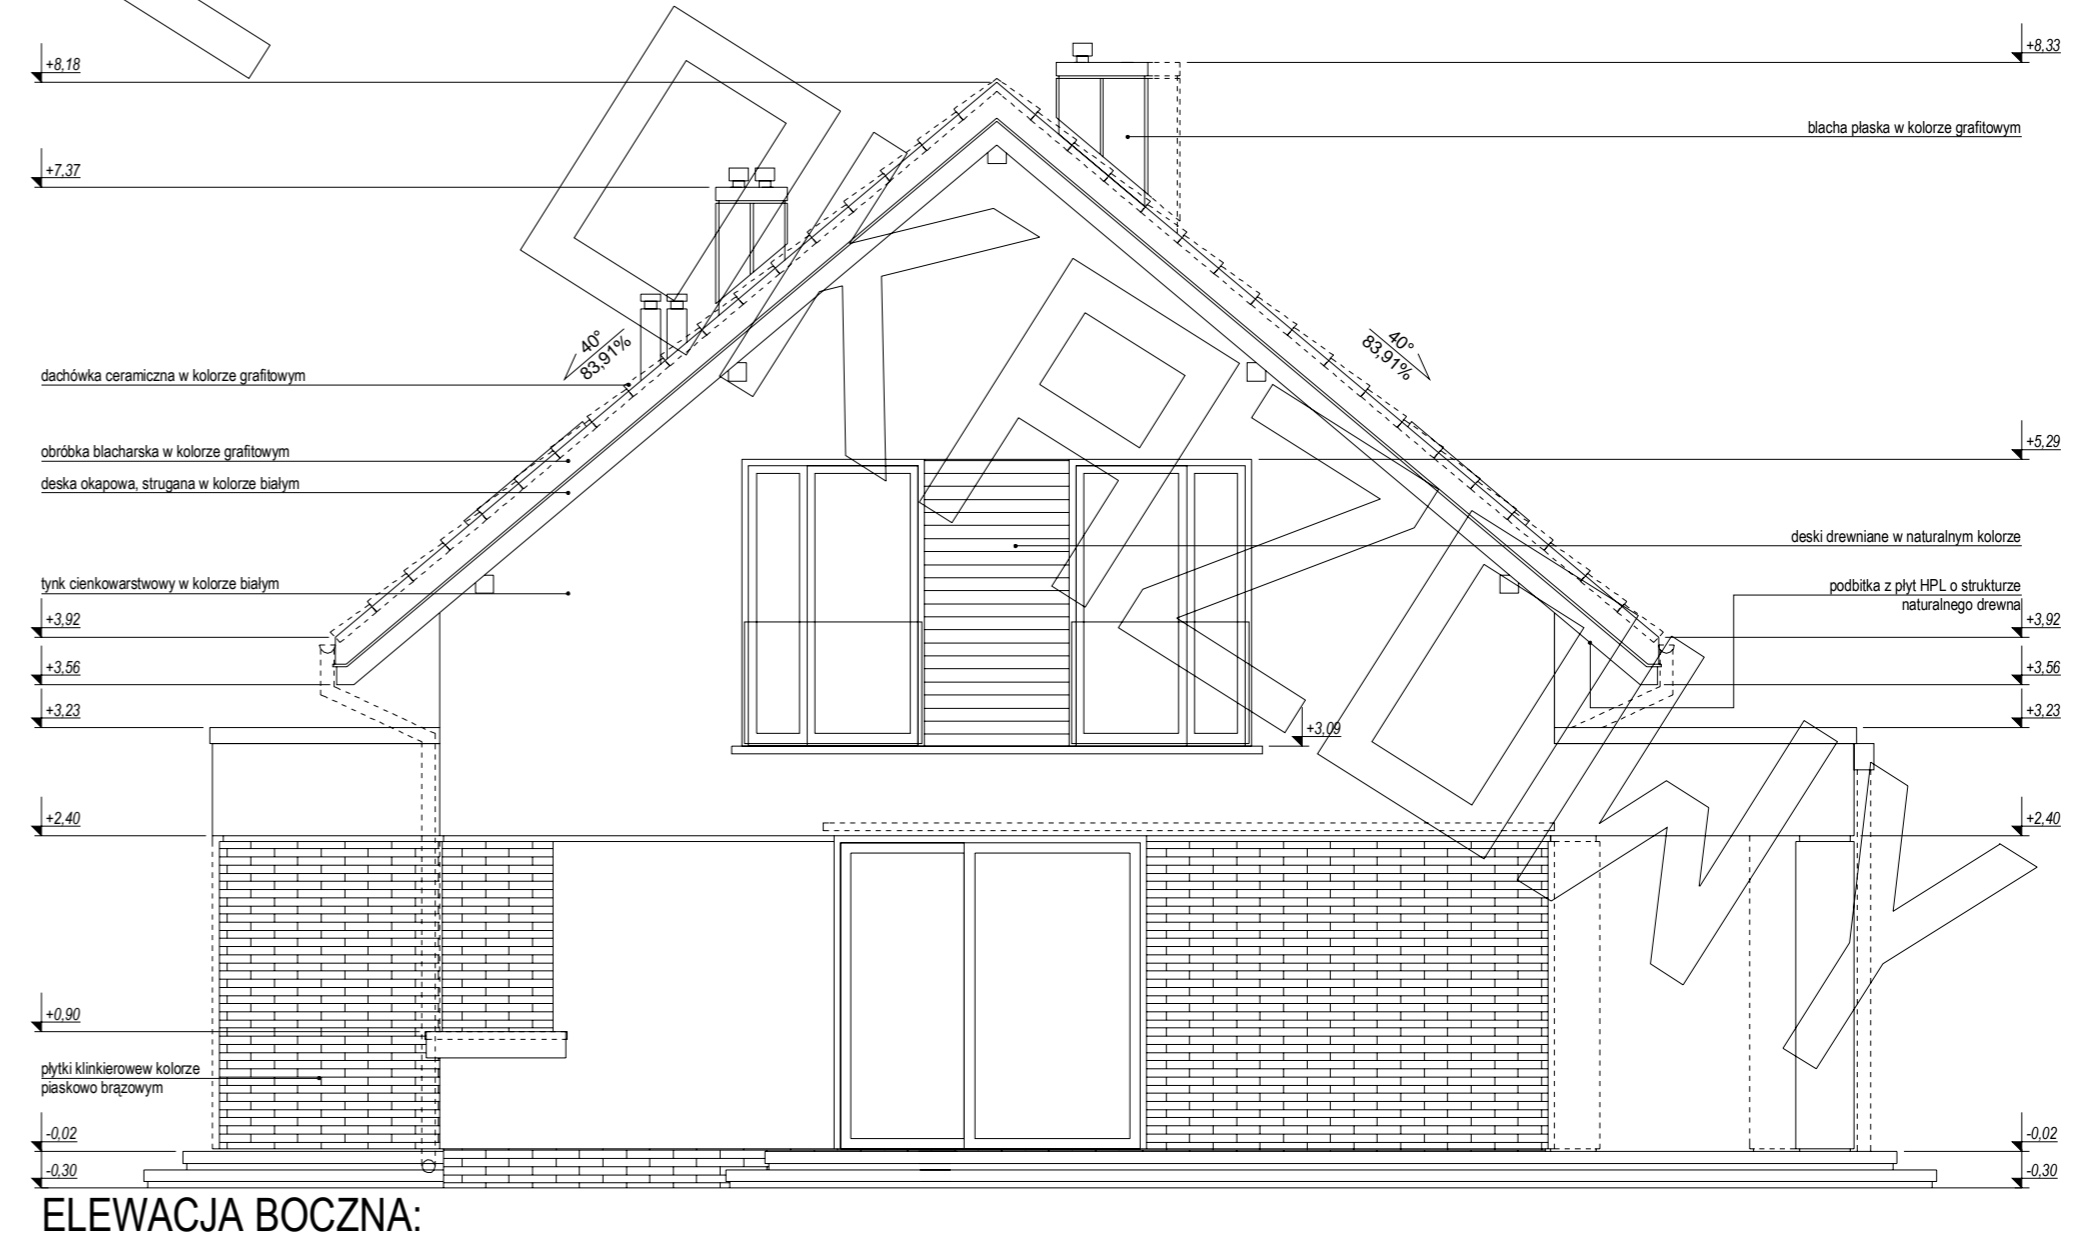 +8,18
+8,33
blacha płaska w kolorze grafitowym
+7,37
40°
83,91%
40°
83,91%
dachówka ceramiczna w kolorze grafitowym
obróbka blacharska w kolorze grafitowym
+5,29
deska okapowa, strugana w kolorze białym
deski drewniane w naturalnym kolorze
tynk cienkowarstwowy w kolorze białym
podbitka z płyt HPL o strukturze
naturalnego drewna
+3,92
+3,92
+3,56
+3,56
+3,23
+3,23
+3,09
+2,40
+2,40
+0,90
płytki klinkierowew kolorze
piaskowo brązowym
-0,02
-0,02
-0,30
-0,30
ELEWACJA BOCZNA: